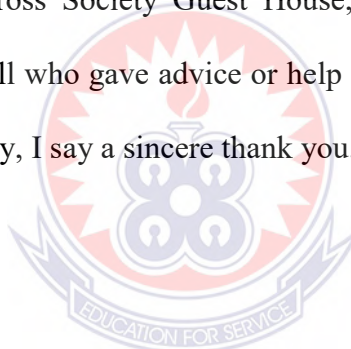 ross Society Guest House,
ll who gave advice or help
y, I say a sincere thank you.
EDUCATION FOR SERVICE